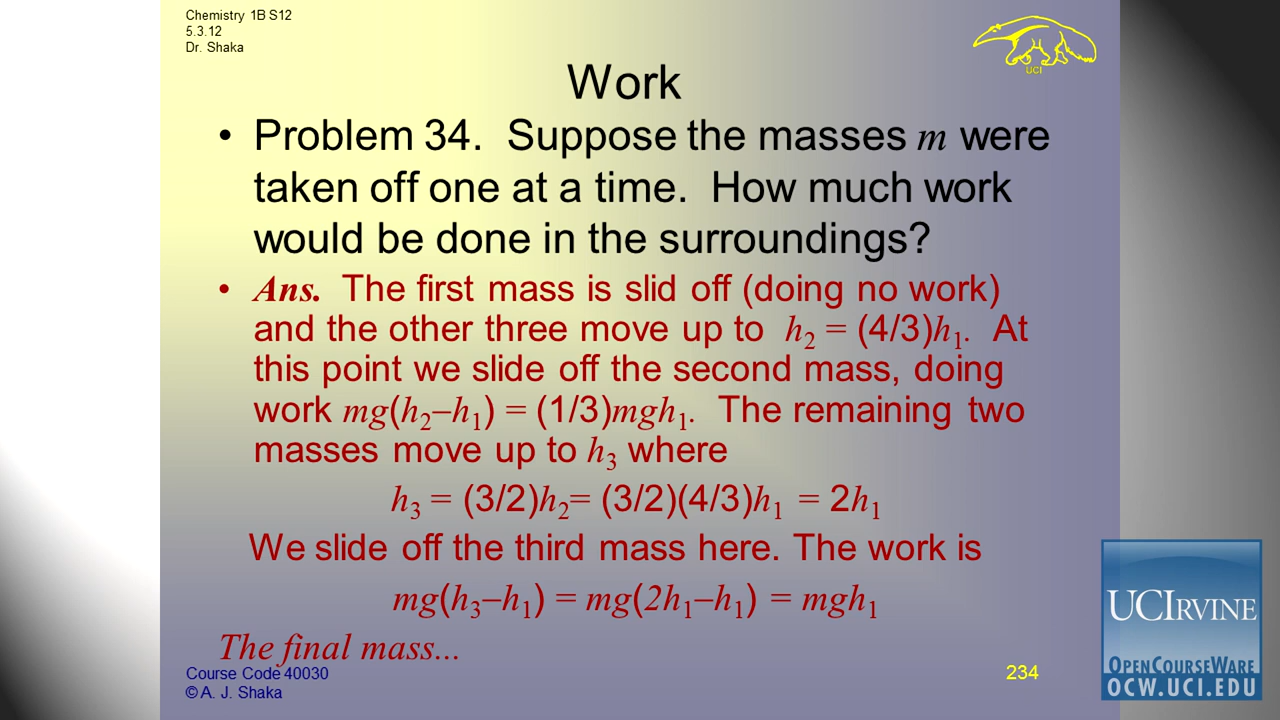 Chemistry 1B S12
5.3.12
Dr. Shaka
UCI
Work
• Problem 34. Suppose the masses m were
taken off one at a time. How much work
would be done in the surroundings?
• Ans. The first mass is slid off (doing no work)
and the other three move up to h₂ = (4/3)h₁. At
this point we slide off the second mass, doing
work mg(h₂–h₁) = (1/3)mgh₁. The remaining two
masses move up to h₃ where
h₃ = (3/2)h₂= (3/2)(4/3)h₁ = 2h₁
We slide off the third mass here. The work is
mg(h₃–h₁) = mg(2h₁–h₁) = mgh₁
The final mass...
Course Code 40030
© A. J. Shaka
234
UCIRVINE
OPENCOURSEWARE
OCW.UCI.EDU